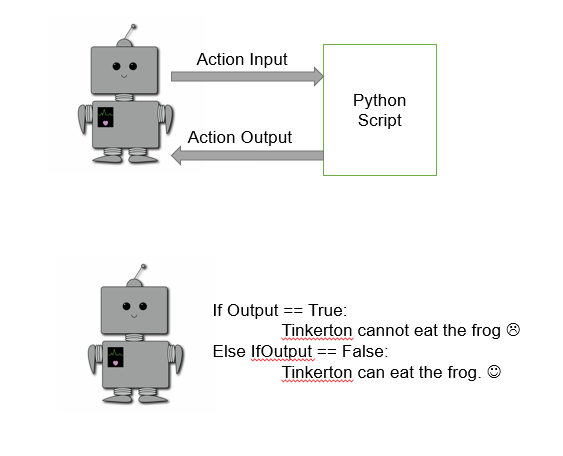 Action Input
Python
Script
Action Output
If Output == True:
Tinkerton cannot eat the frog ☹
Else IfOutput == False:
Tinkerton can eat the frog. ☺